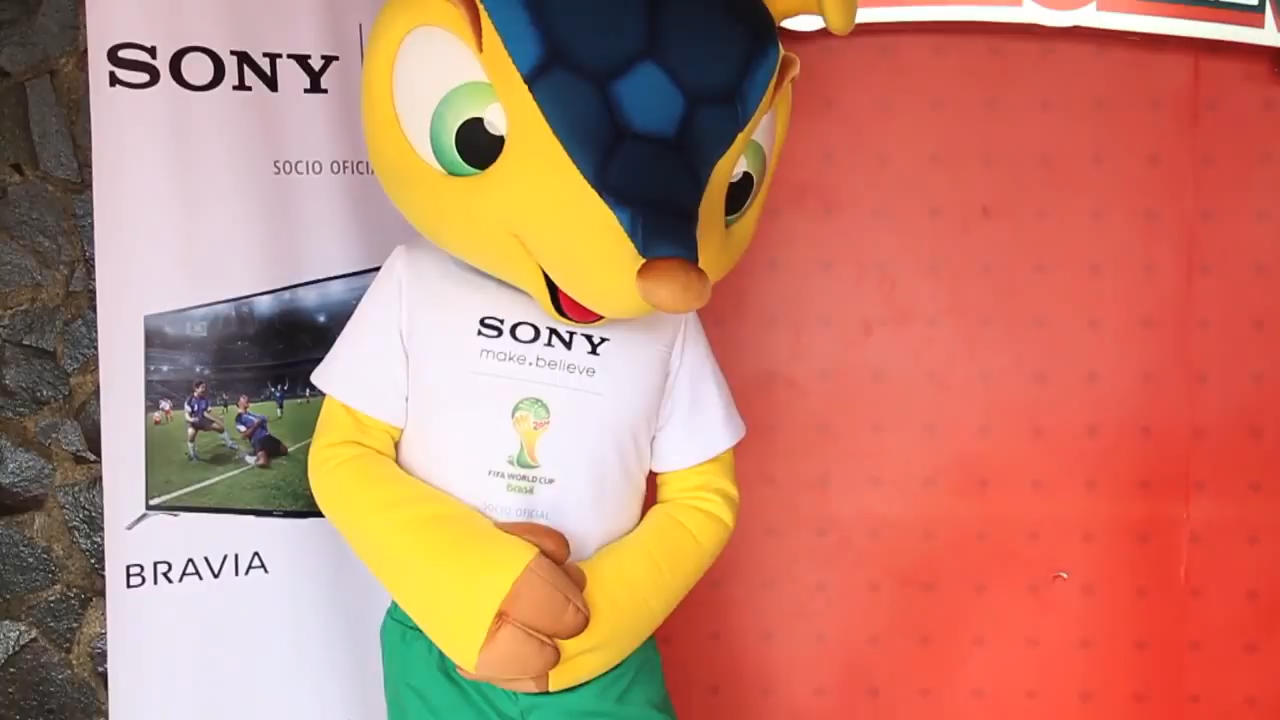 SONY
SOCIO OFICIA
BRAVIA
SONY
make.believe
FIFA WORLD CUP
Brasil
SOCIO OFICIAL